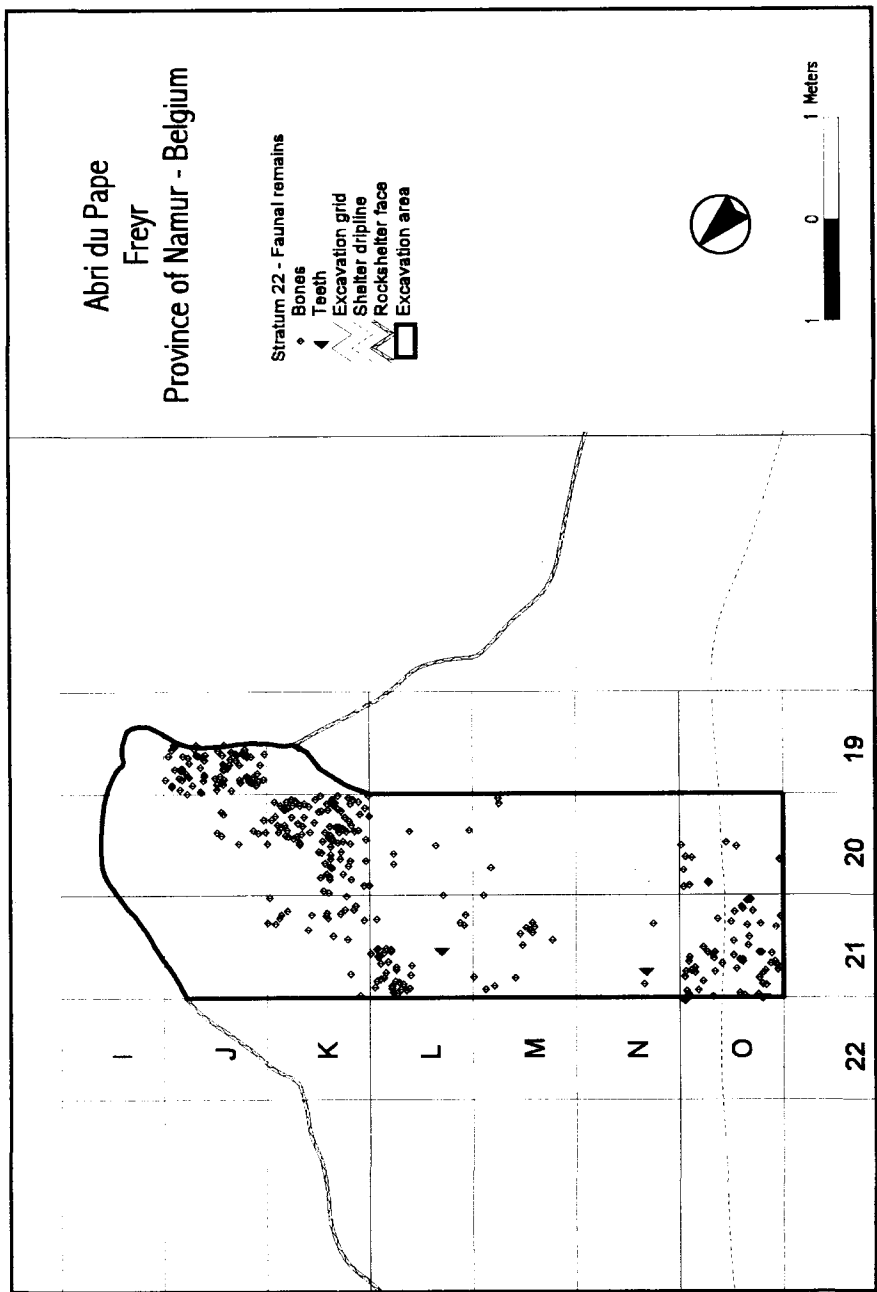 Abri du Pape
Freyr
Province of Namur - Belgium
Stratum 22 - Faunal remains
Bones
Teeth
Excavation grid
Shelter dripline
Rockshelter face
Excavation area
1 0 1 Meters
I
J
K
L
M
N
O
22 21 20 19